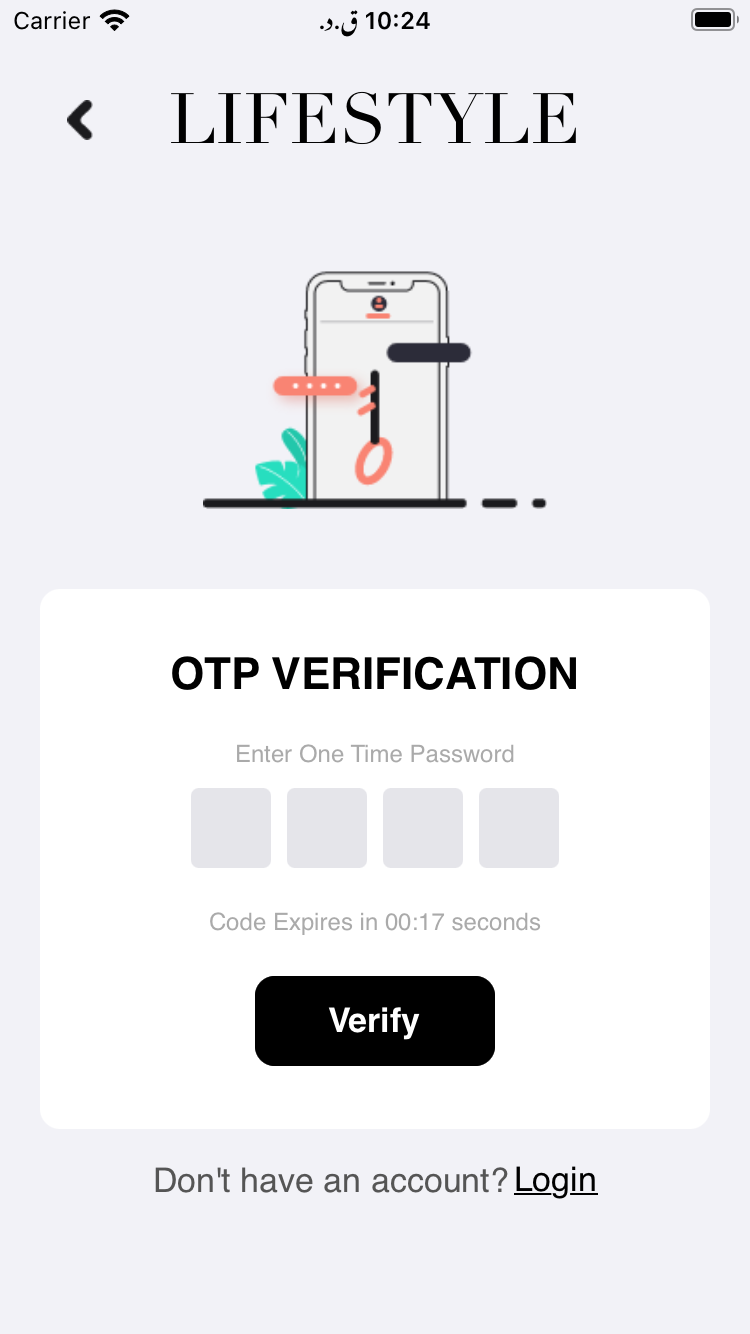 Carrier 10:24 ق.د.
LIFESTYLE
OTP VERIFICATION
Enter One Time Password
Code Expires in 00:17 seconds
Verify
Don't have an account? Login